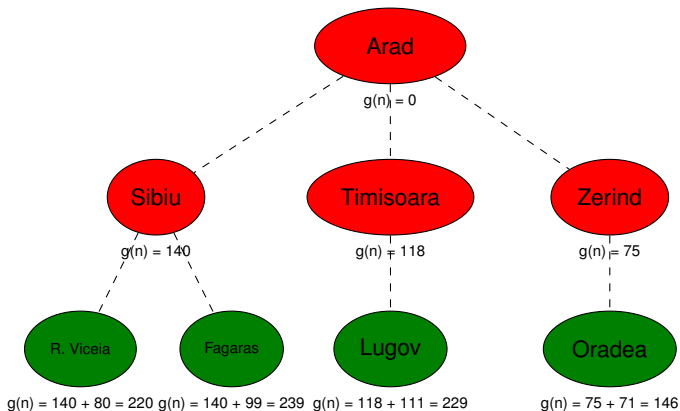 Arad
g(n) = 0
Sibiu
Timisoara
Zerind
g(n) = 140
g(n) = 118
g(n) = 75
R. Viceia
Fagaras
Lugov
Oradea
g(n) = 140 + 80 = 220
g(n) = 140 + 99 = 239
g(n) = 118 + 111 = 229
g(n) = 75 + 71 = 146